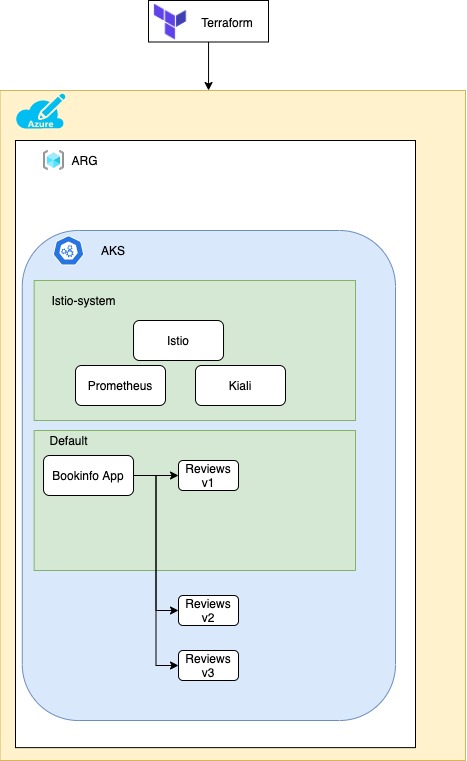 Terraform
Azure
ARG
AKS
Istio-system
Istio
Prometheus
Kiali
Default
Bookinfo App
Reviews
v1
Reviews
v2
Reviews
v3